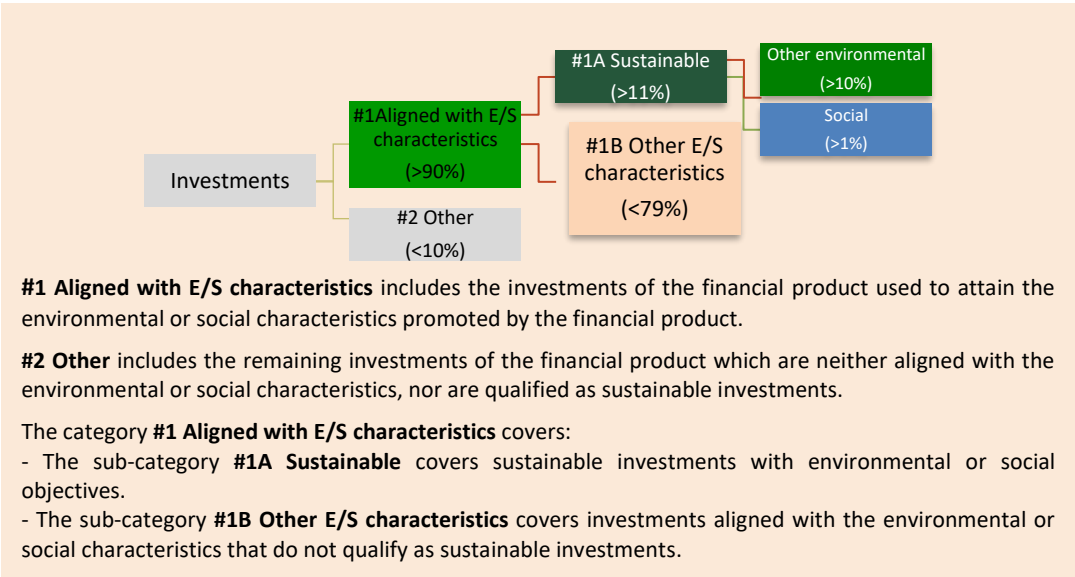 #1A Sustainable
(>11%)
Other environmental
(>10%)
Social
(>1%)
#1Aligned with E/S
characteristics
(>90%)
#1B Other E/S
characteristics
(<79%)
Investments
#2 Other
(<10%)
#1 Aligned with E/S characteristics includes the investments of the financial product used to attain the
environmental or social characteristics promoted by the financial product.
#2 Other includes the remaining investments of the financial product which are neither aligned with the
environmental or social characteristics, nor are qualified as sustainable investments.
The category #1 Aligned with E/S characteristics covers:
- The sub-category #1A Sustainable covers sustainable investments with environmental or social
objectives.
- The sub-category #1B Other E/S characteristics covers investments aligned with the environmental or
social characteristics that do not qualify as sustainable investments.